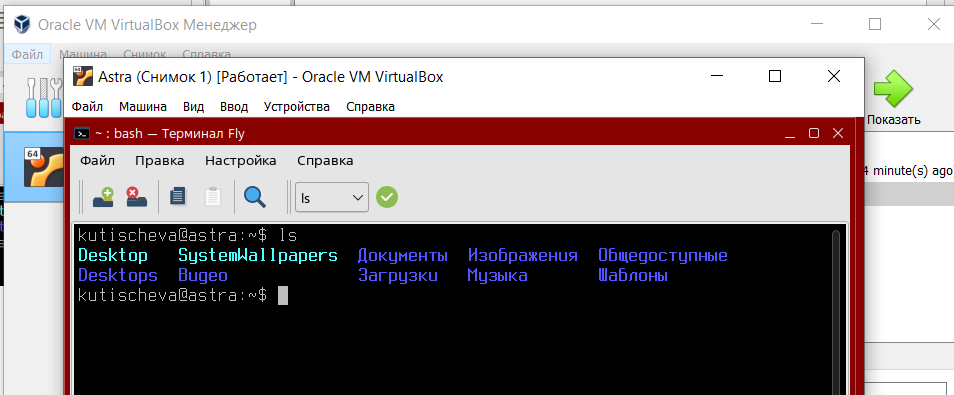 Oracle VM VirtualBox Менеджер
Файл Машина Снимок Справка
Astra (Снимок 1) [Работает] - Oracle VM VirtualBox
Файл Машина Вид Ввод Устройства Справка
Показать
~ : bash — Терминал Fly
64
Файл Правка Настройка Справка
4 minute(s) ago
ls
kutischeva@astra:~$ ls
Desktop SystemWallpapers Документы Изображения Общедоступные
Desktops Видео Загрузки Музыка Шаблоны
kutischeva@astra:~$